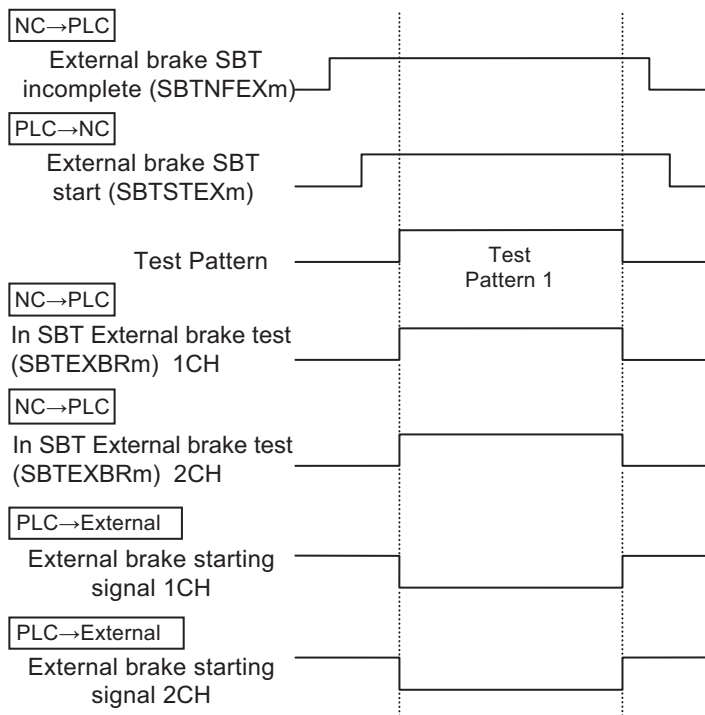 NC→PLC
External brake SBT
incomplete (SBTNFEXm)
PLC→NC
External brake SBT
start (SBTSTEXm)
Test Pattern
Test
Pattern 1
NC→PLC
In SBT External brake test
(SBTEXBRm) 1CH
NC→PLC
In SBT External brake test
(SBTEXBRm) 2CH
PLC→External
External brake starting
signal 1CH
PLC→External
External brake starting
signal 2CH